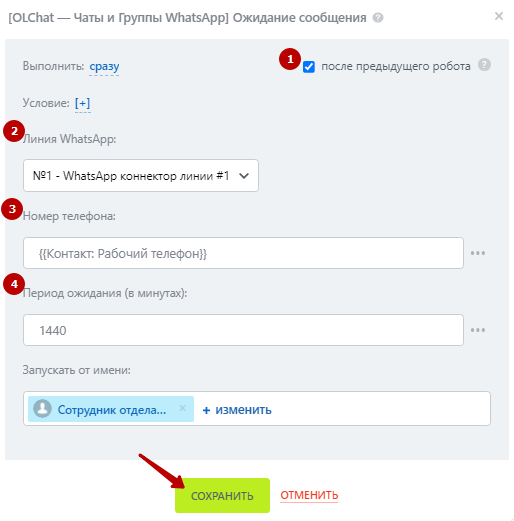 [OLChat — Чаты и Группы WhatsApp] Ожидание сообщения ?
Выполнить: сразу
1 после предыдущего робота ?
Условие: [+]
2
Линия WhatsApp:
№1 - WhatsApp коннектор линии #1
3
Номер телефона:
{{Контакт: Рабочий телефон}}
4
Период ожидания (в минутах):
1440
Запускать от имени:
Сотрудник отдела... × + изменить
СОХРАНИТЬ ОТМЕНИТЬ